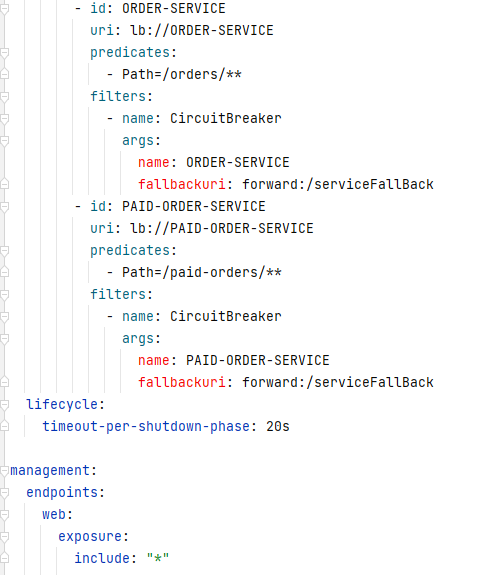 - id: ORDER-SERVICE
uri: lb://ORDER-SERVICE
predicates:
- Path=/orders/**
filters:
- name: CircuitBreaker
args:
name: ORDER-SERVICE
fallbackuri: forward:/serviceFallBack
- id: PAID-ORDER-SERVICE
uri: lb://PAID-ORDER-SERVICE
predicates:
- Path=/paid-orders/**
filters:
- name: CircuitBreaker
args:
name: PAID-ORDER-SERVICE
fallbackuri: forward:/serviceFallBack
lifecycle:
timeout-per-shutdown-phase: 20s
management:
endpoints:
web:
exposure:
include: "*"